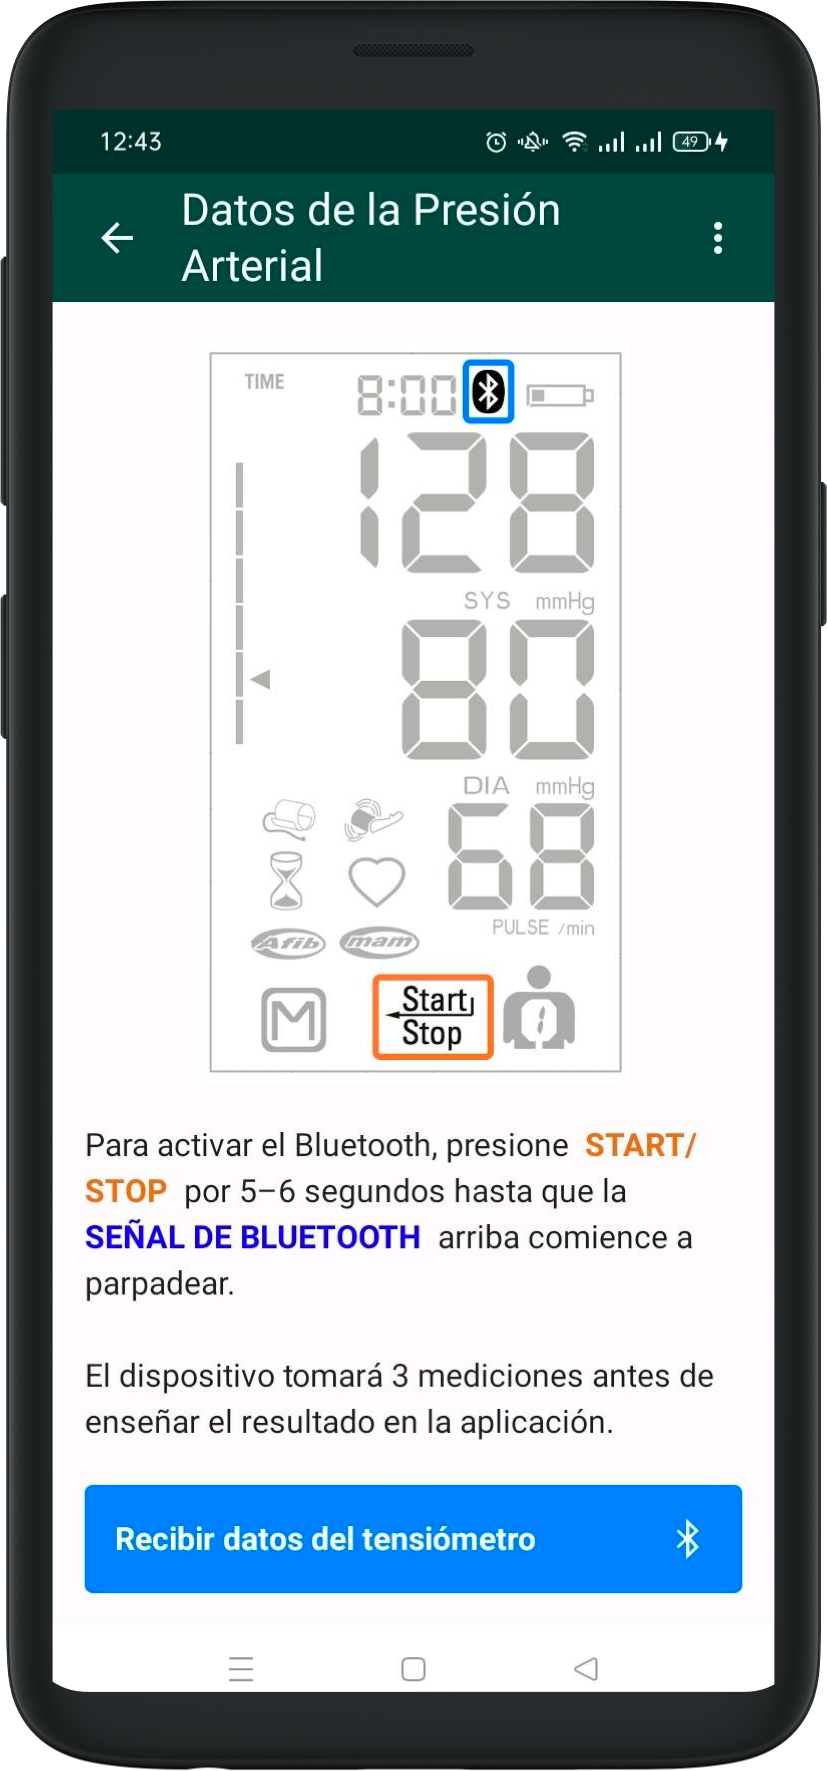 12:43
49
Datos de la Presión
Arterial
TIME 8:00
128
SYS mmHg
80
DIA mmHg
68
PULSE /min
Afib mam
M Start Stop 1
Para activar el Bluetooth, presione START/
STOP por 5–6 segundos hasta que la
SEÑAL DE BLUETOOTH arriba comience a
parpadear.
El dispositivo tomará 3 mediciones antes de
enseñar el resultado en la aplicación.
Recibir datos del tensiómetro